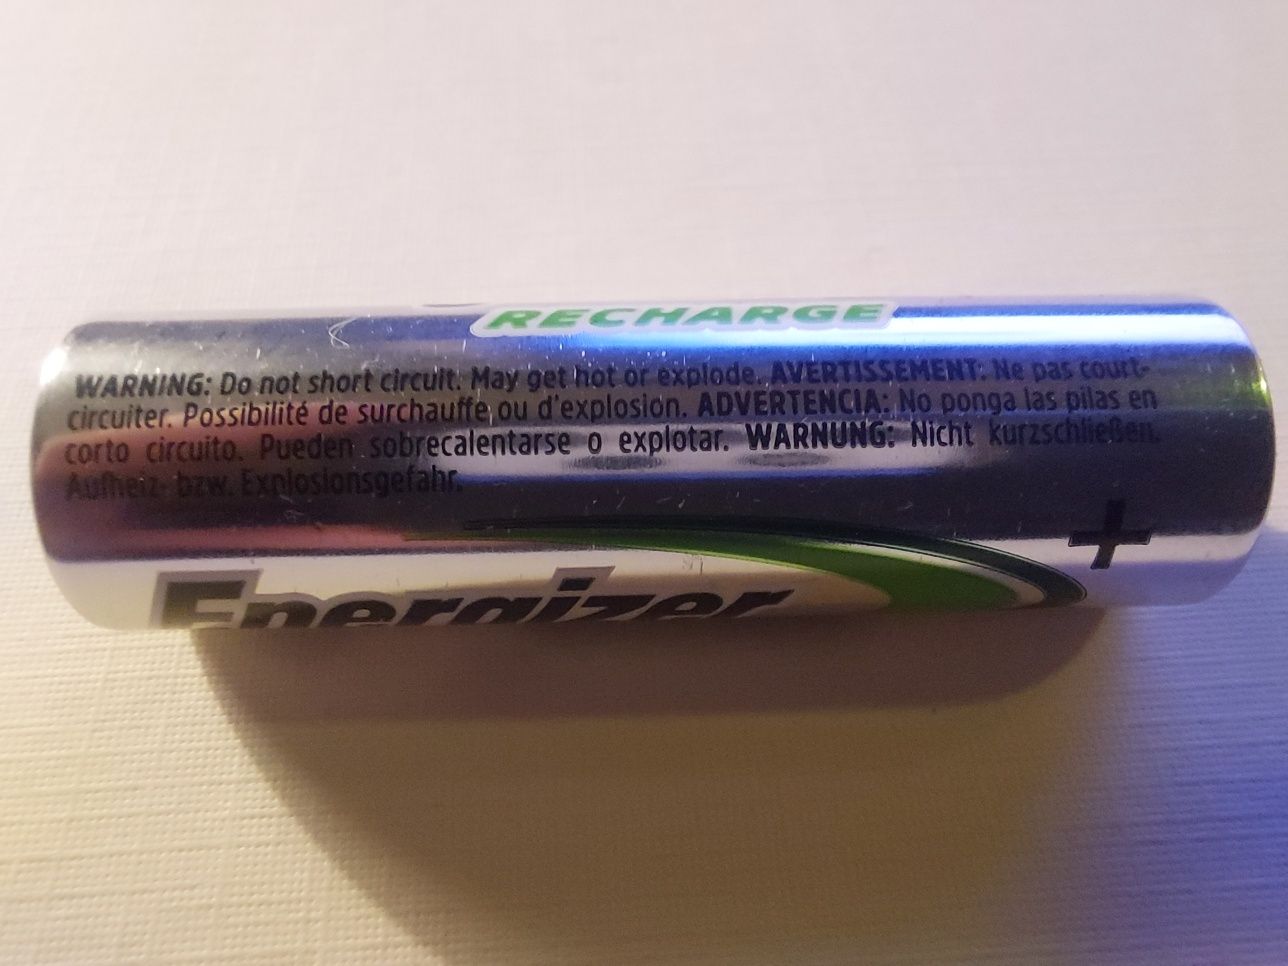 RECHARGE
WARNING: Do not short circuit. May get hot or explode. AVERTISSEMENT: Ne pas court-
circuiter. Possibilité de surchauffe ou d'explosion. ADVERTENCIA: No ponga las pilas en
corto circuito. Pueden sobrecalentarse o explotar. WARNUNG: Nicht kurzschließen.
Aufheiz- bzw. Explosionsgefahr.
+
Energizer